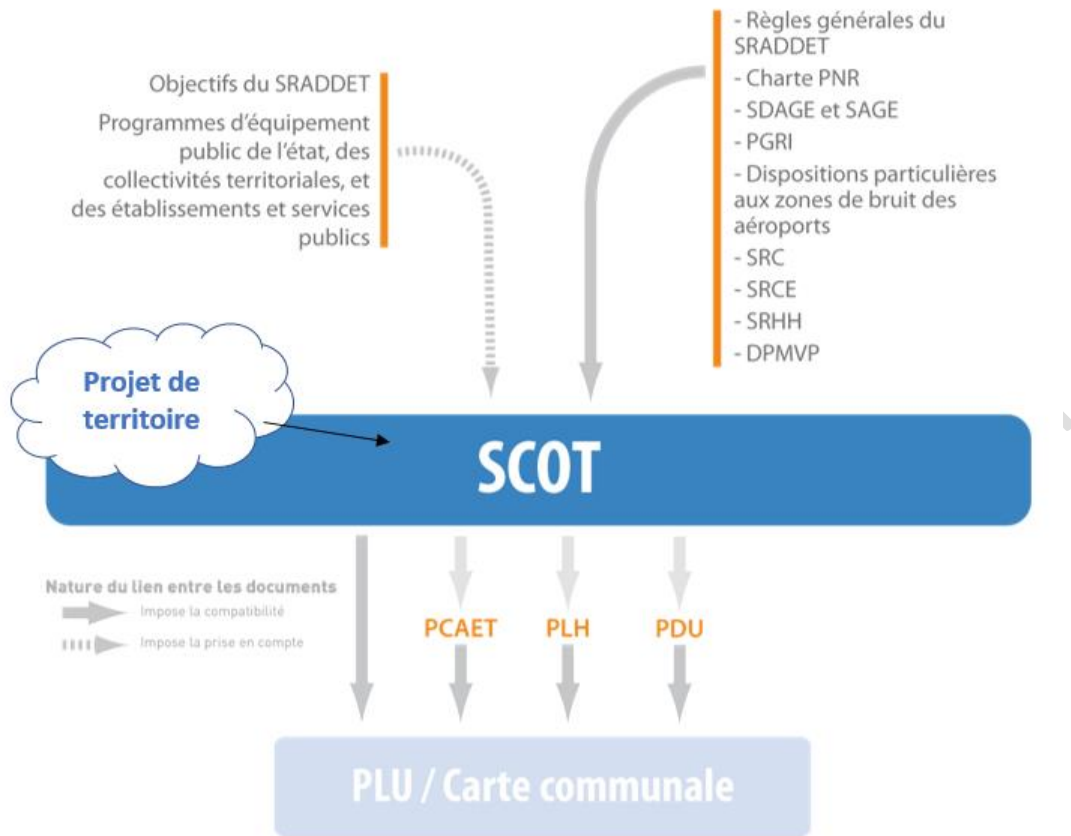 Objectifs du SRADDET
Programmes d'équipement
public de l'état, des
collectivités territoriales, et
des établissements et services
publics
- Règles générales du
SRADDET
- Charte PNR
- SDAGE et SAGE
- PGRI
- Dispositions particulières
aux zones de bruit des
aéroports
- SRC
- SRCE
- SRHH
- DPMVP
Projet de
territoire
SCOT
Nature du lien entre les documents
Impose la compatibilité
Impose la prise en compte
PCAET
PLH
PDU
PLU / Carte communale